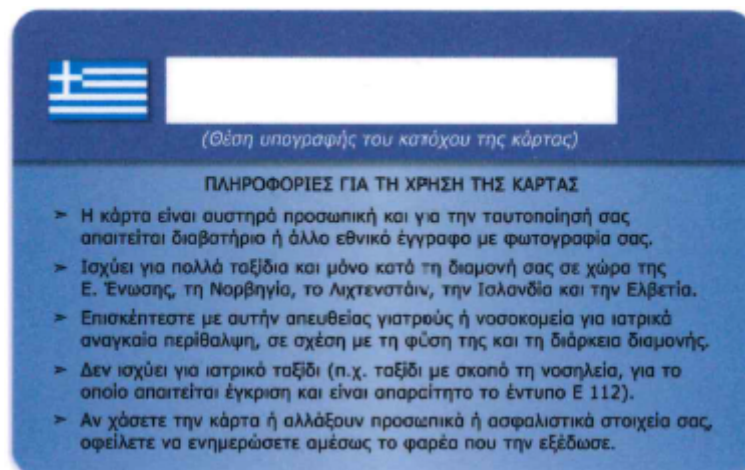 (Θέση υπογραφής του κατόχου της κάρτας)
ΠΛΗΡΟΦΟΡΙΕΣ ΓΙΑ ΤΗ ΧΡΗΣΗ ΤΗΣ ΚΑΡΤΑΣ
➤ Η κάρτα είναι αυστηρά προσωπική και για την ταυτοποίησή σας
απαιτείται διαβατήριο ή άλλο εθνικό έγγραφο με φωτογραφία σας.
➤ Ισχύει για πολλά ταξίδια και μόνο κατά τη διαμονή σας σε χώρα της
Ε. Ένωσης, τη Νορβηγία, το Λιχτενστάιν, την Ισλανδία και την Ελβετία.
➤ Επισκέπτεστε με αυτήν απευθείας γιατρούς ή νοσοκομεία για ιατρικά
αναγκαία περίθαλψη, σε σχέση με τη φύση της και τη διάρκεια διαμονής.
➤ Δεν ισχύει για ιατρικό ταξίδι (π.χ. ταξίδι με σκοπό τη νοσηλεία, για το
οποίο απαιτείται έγκριση και είναι απαραίτητο το έντυπο Ε 112).
➤ Αν χάσετε την κάρτα ή αλλάξουν προσωπικά ή ασφαλιστικά στοιχεία σας,
οφείλετε να ενημερώσετε αμέσως το φορέα που την εξέδωσε.